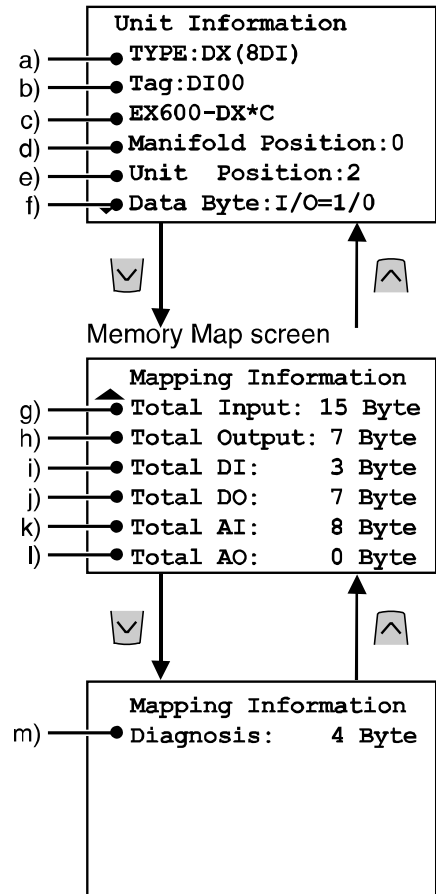 Unit Information
a) TYPE:DX(8DI)
b) Tag:DI00
c) EX600-DX*C
d) Manifold Position:0
e) Unit Position:2
f) Data Byte:I/O=1/0
Memory Map screen
Mapping Information
g) Total Input: 15 Byte
h) Total Output: 7 Byte
i) Total DI: 3 Byte
j) Total DO: 7 Byte
k) Total AI: 8 Byte
l) Total AO: 0 Byte
Mapping Information
m) Diagnosis: 4 Byte